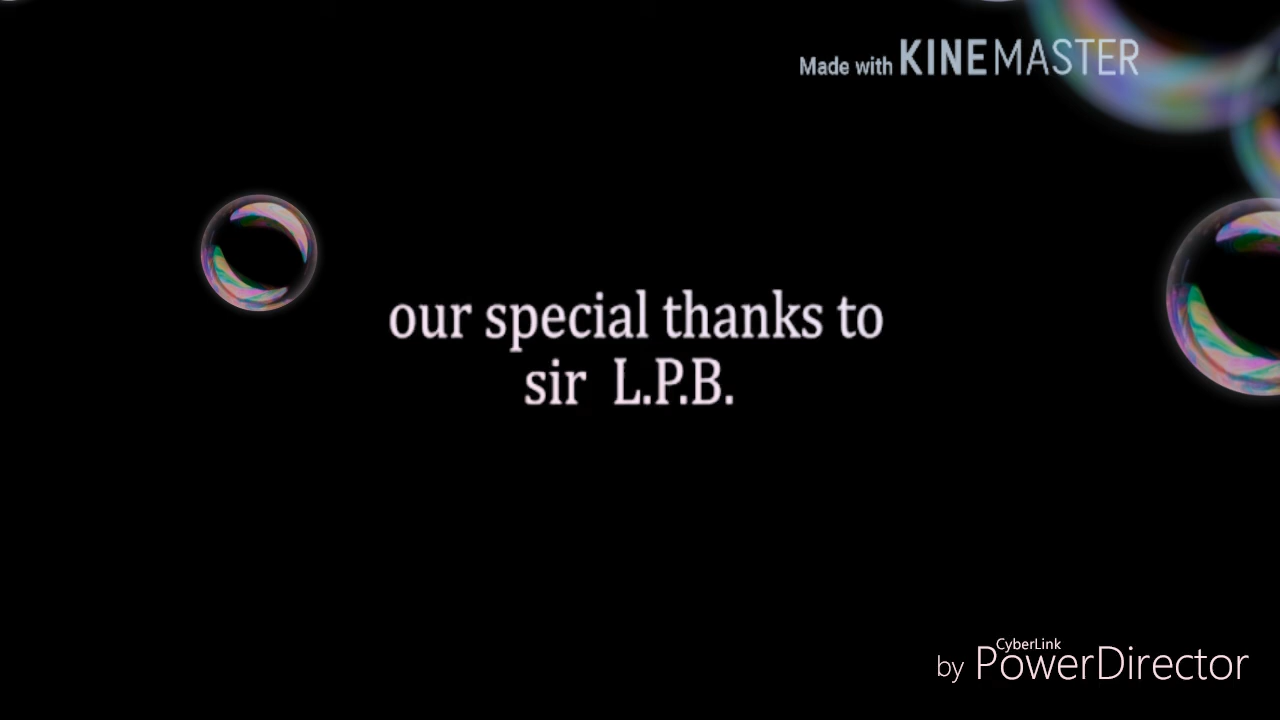 Made with KINEMASTER
our special thanks to
sir L.P.B.
CyberLink
by PowerDirector